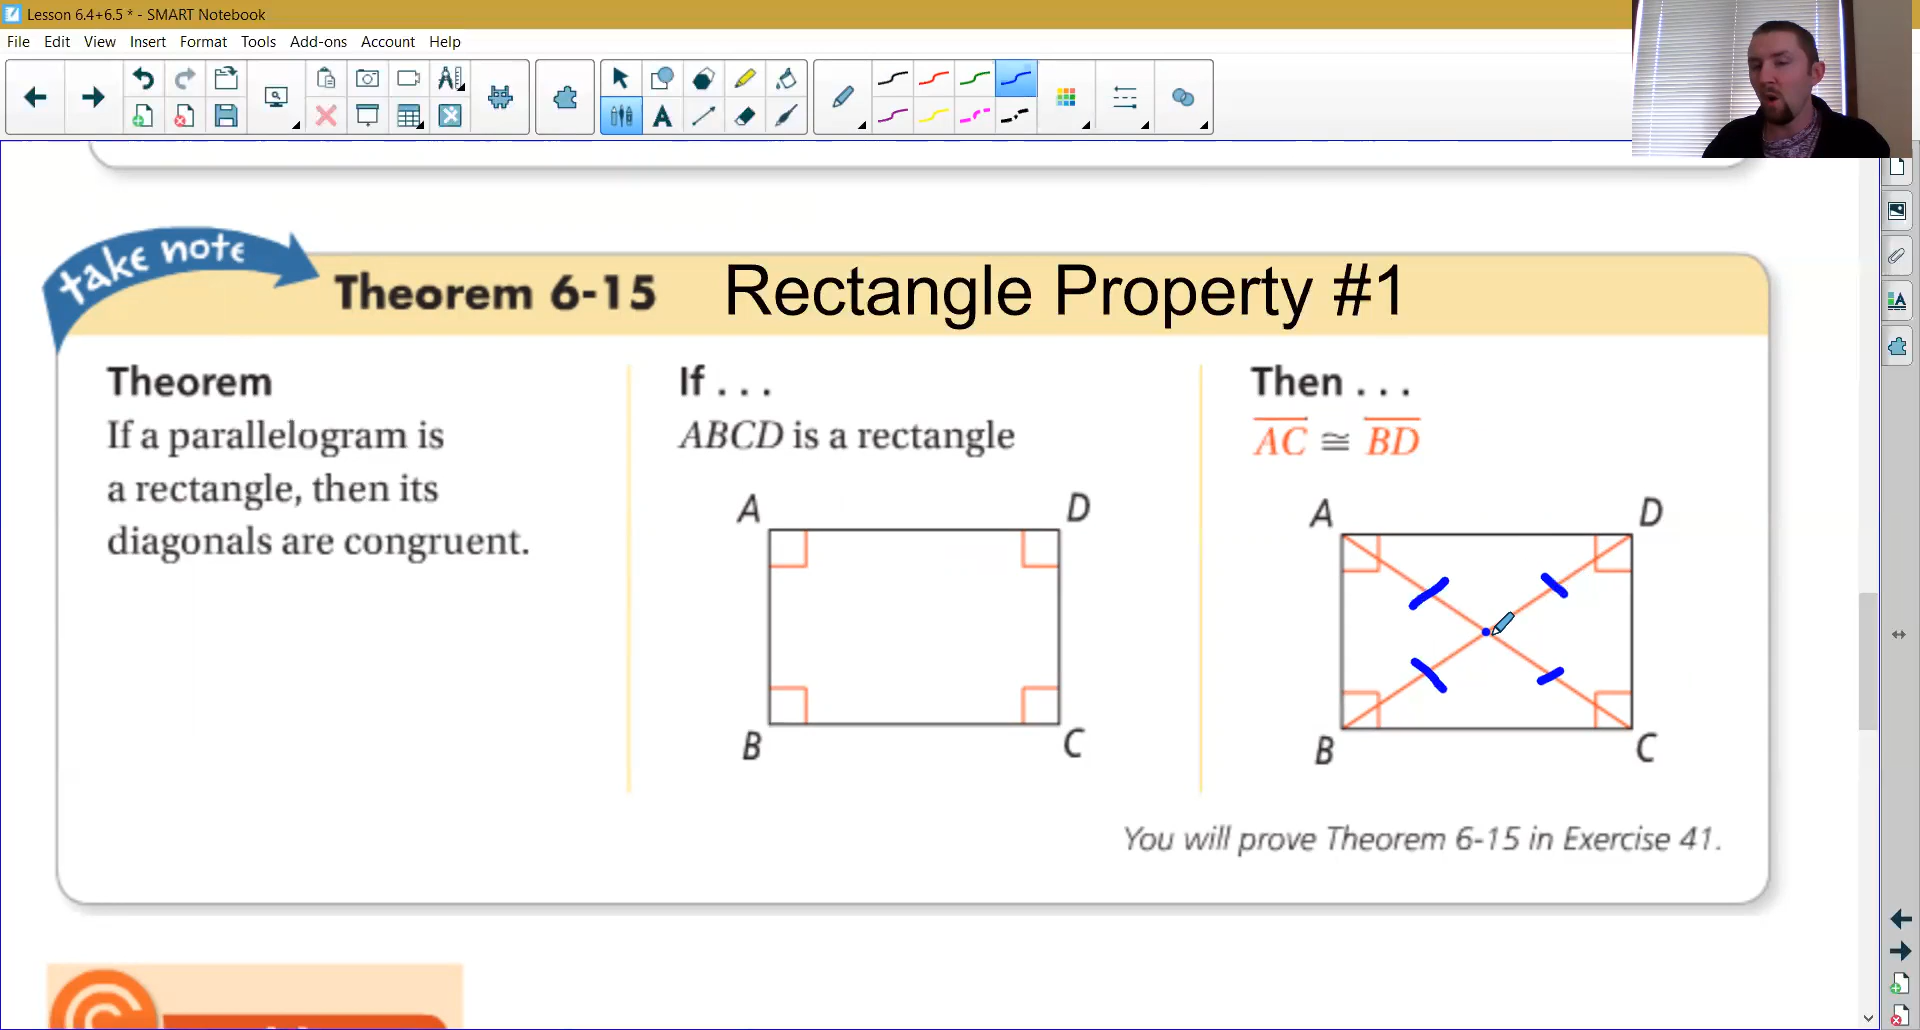 Lesson 6.4+6.5 * - SMART Notebook
File Edit View Insert Format Tools Add-ons Account Help
take note
Theorem 6-15 Rectangle Property #1
Theorem
If a parallelogram is
a rectangle, then its
diagonals are congruent.
If . . .
ABCD is a rectangle
A D
B C
Then . . .
AC ≅ BD
A D
B C
You will prove Theorem 6-15 in Exercise 41.